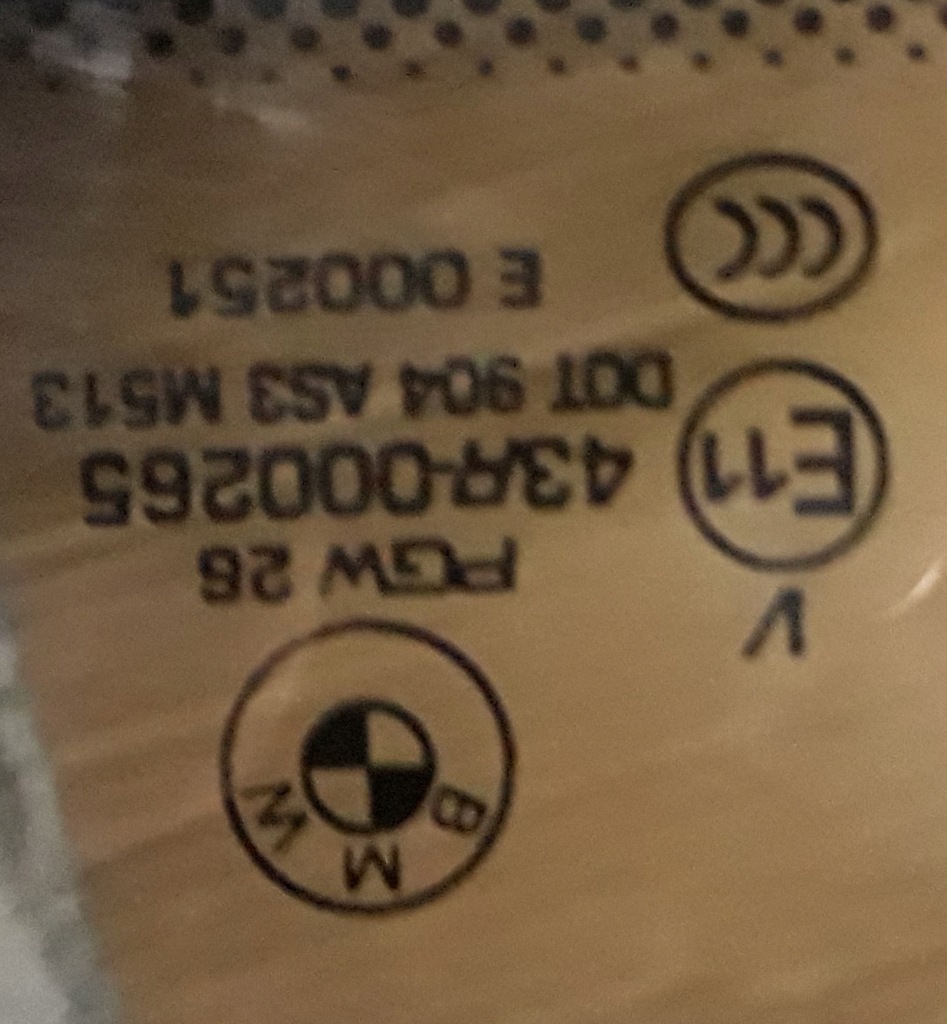 BMW
V PGW 26
E11 43R-000265
DOT 904 AS3 M513
CCC E 000251